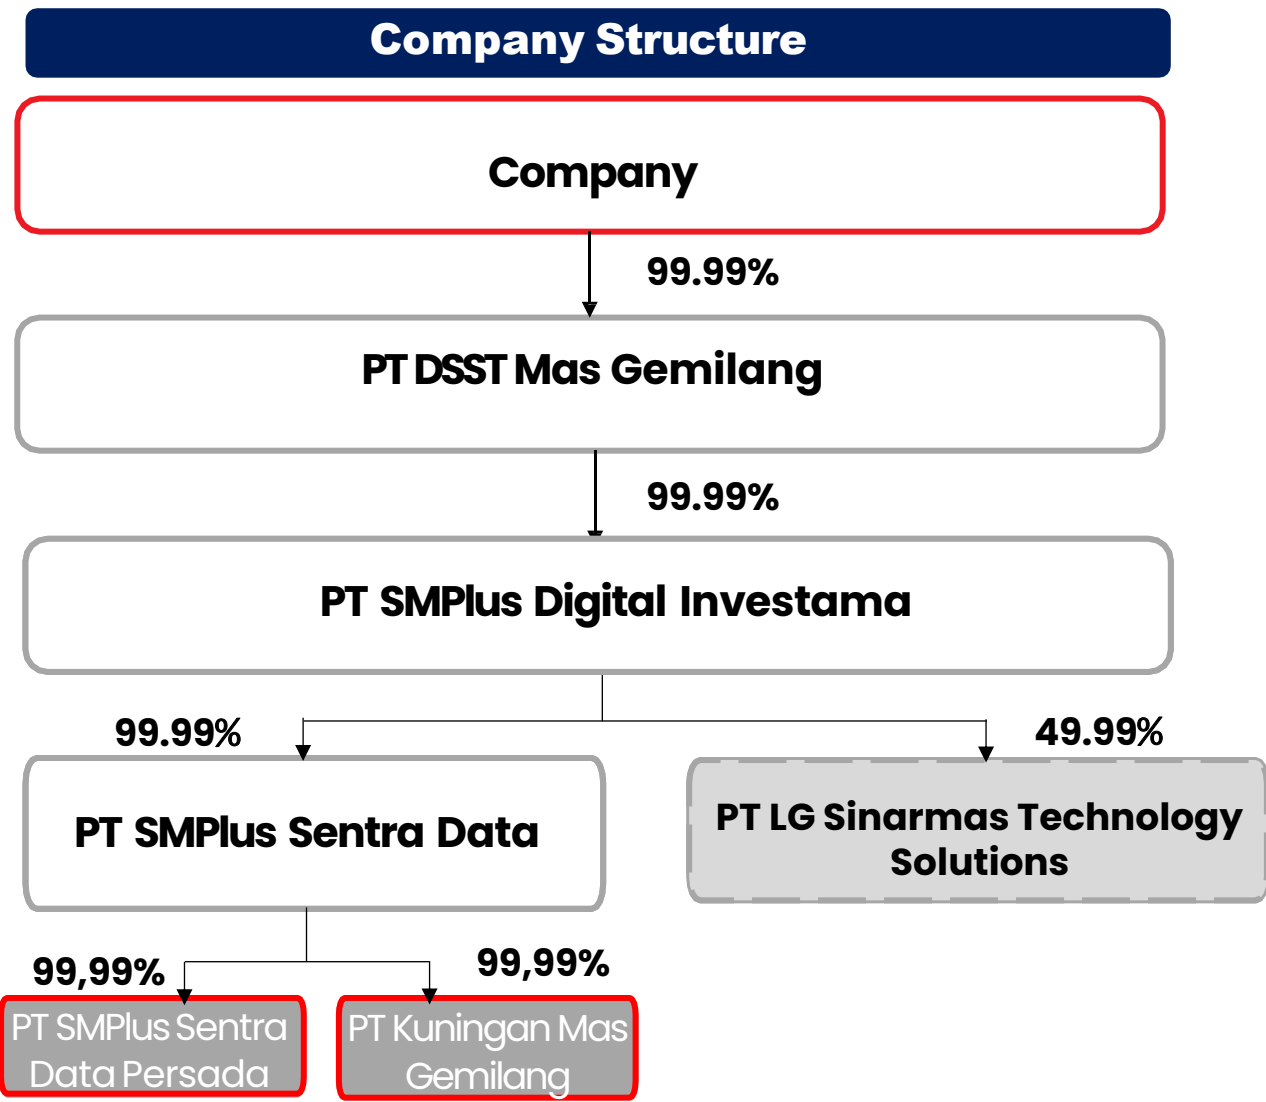 Company Structure
Company
99.99%
PT DSST Mas Gemilang
99.99%
PT SMPlus Digital Investama
99.99%
49.99%
PT SMPlus Sentra Data
PT LG Sinarmas Technology
Solutions
99,99%
99,99%
PT SMPlus Sentra
Data Persada
PT Kuningan Mas
Gemilang